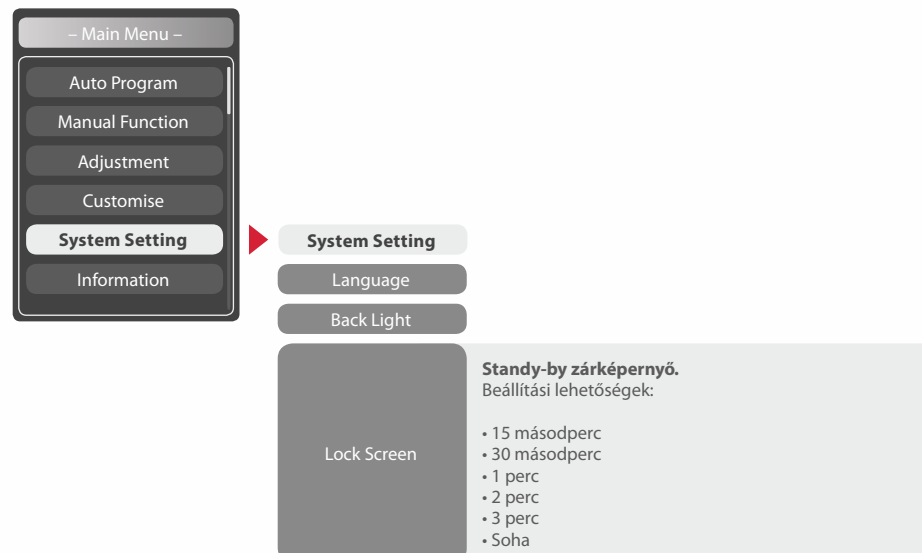 – Main Menu –
Auto Program
Manual Function
Adjustment
Customise
System Setting
Information
System Setting
Language
Back Light
Lock Screen
Standy-by zárképernyő.
Beállítási lehetőségek:
• 15 másodperc
• 30 másodperc
• 1 perc
• 2 perc
• 3 perc
• Soha